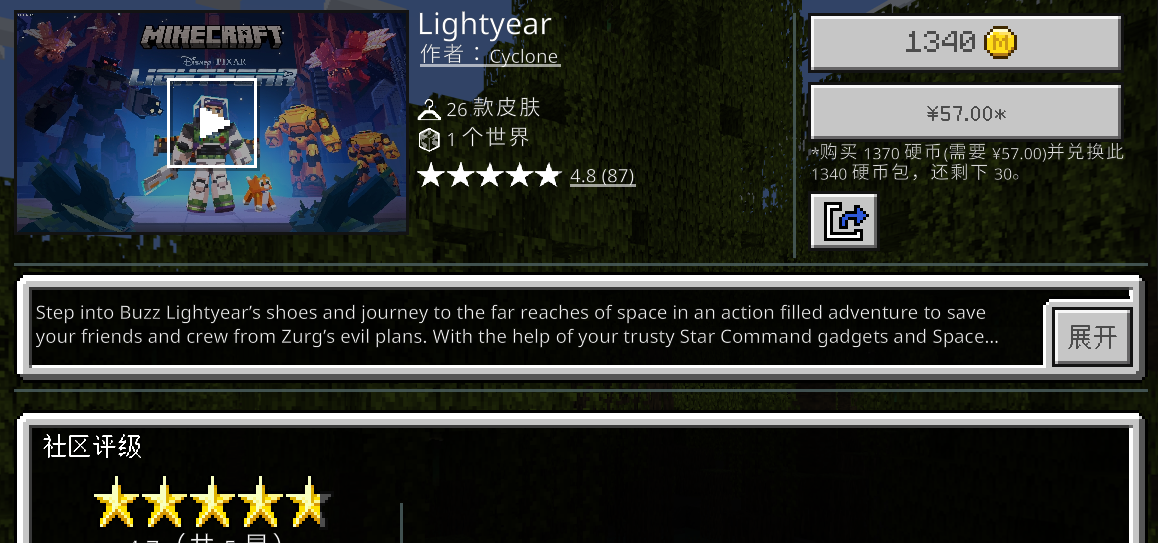 MINECRAFT
Disney PIXAR
LIGHTYEAR
Lightyear
作者：Cyclone
26 款皮肤
1 个世界
4.8 (87)
1340
¥57.00*
*购买 1370 硬币(需要 ¥57.00)并兑换此
1340 硬币包，还剩下 30。
Step into Buzz Lightyear’s shoes and journey to the far reaches of space in an action filled adventure to save
your friends and crew from Zurg’s evil plans. With the help of your trusty Star Command gadgets and Space...
展开
社区评级